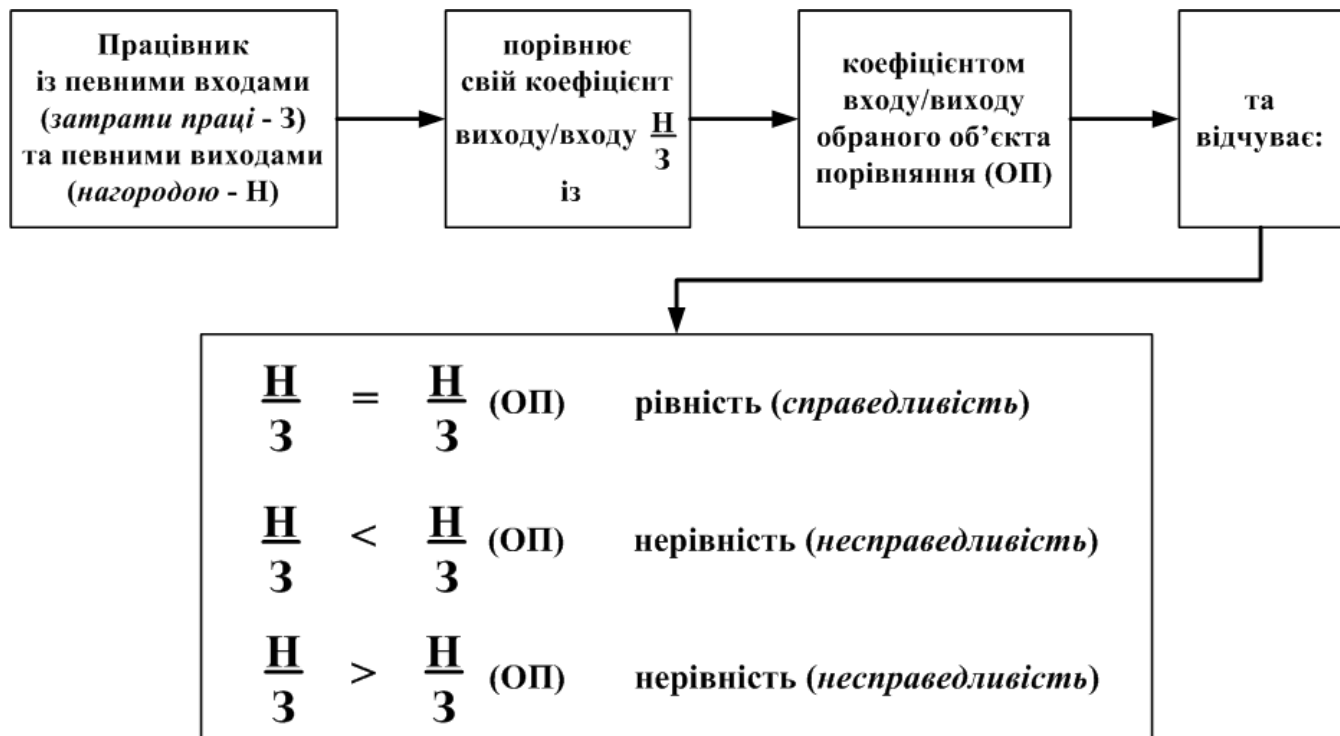 Працівник
із певними входами
(затрати праці - З)
та певними виходами
(нагородою - Н)
порівнює
свій коефіцієнт
виходу/входу Н/З
із
коефіцієнтом
входу/виходу
обраного об’єкта
порівняння (ОП)
та
відчуває:
Н/З = Н/З (ОП) рівність (справедливість)
Н/З < Н/З (ОП) нерівність (несправедливість)
Н/З > Н/З (ОП) нерівність (несправедливість)